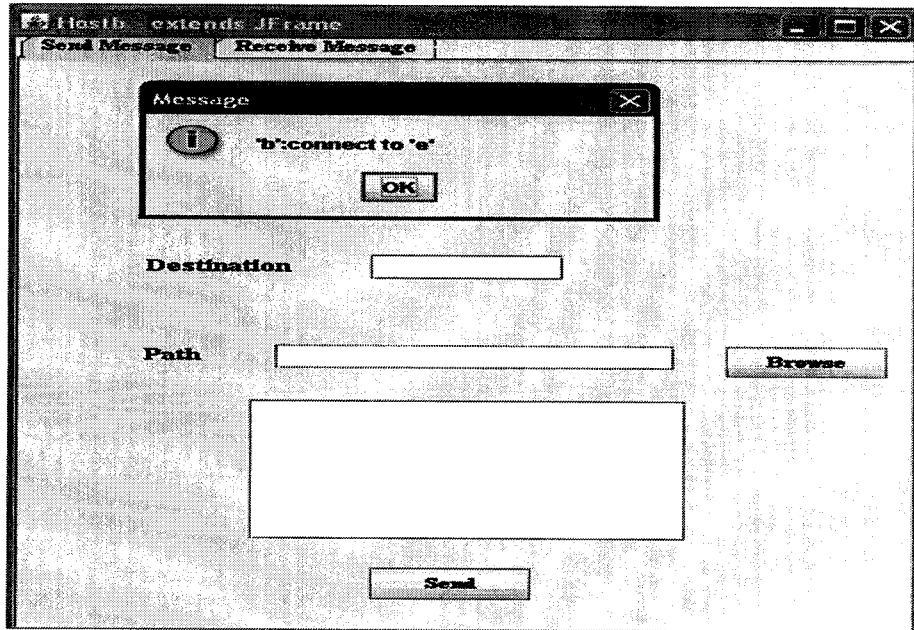 Hostb - extends JFrame
Send Message Receive Message
Message
'b':connect to 'e'
OK
Destination
Path
Browse
Send